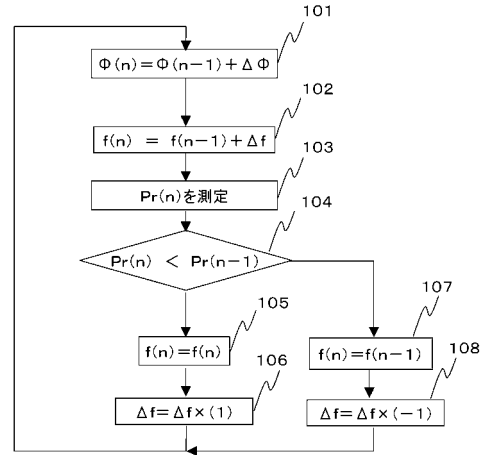 101
Φ(n)=Φ(n-1)+ΔΦ
102
f(n) = f(n-1)+Δf
103
Pr(n)を測定
104
Pr(n) < Pr(n-1)
105
f(n)=f(n)
106
Δf=Δf×(1)
107
f(n)=f(n-1)
108
Δf=Δf×(-1)